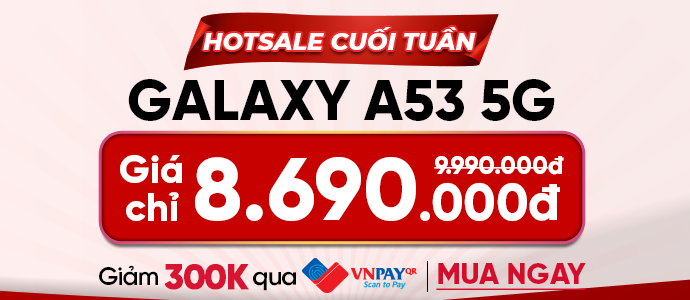 HOTSALE CUỐI TUẦN
GALAXY A53 5G
Giá chỉ 8.690.000đ
9.990.000đ
Giảm 300K qua VNPAYQR Scan to Pay | MUA NGAY